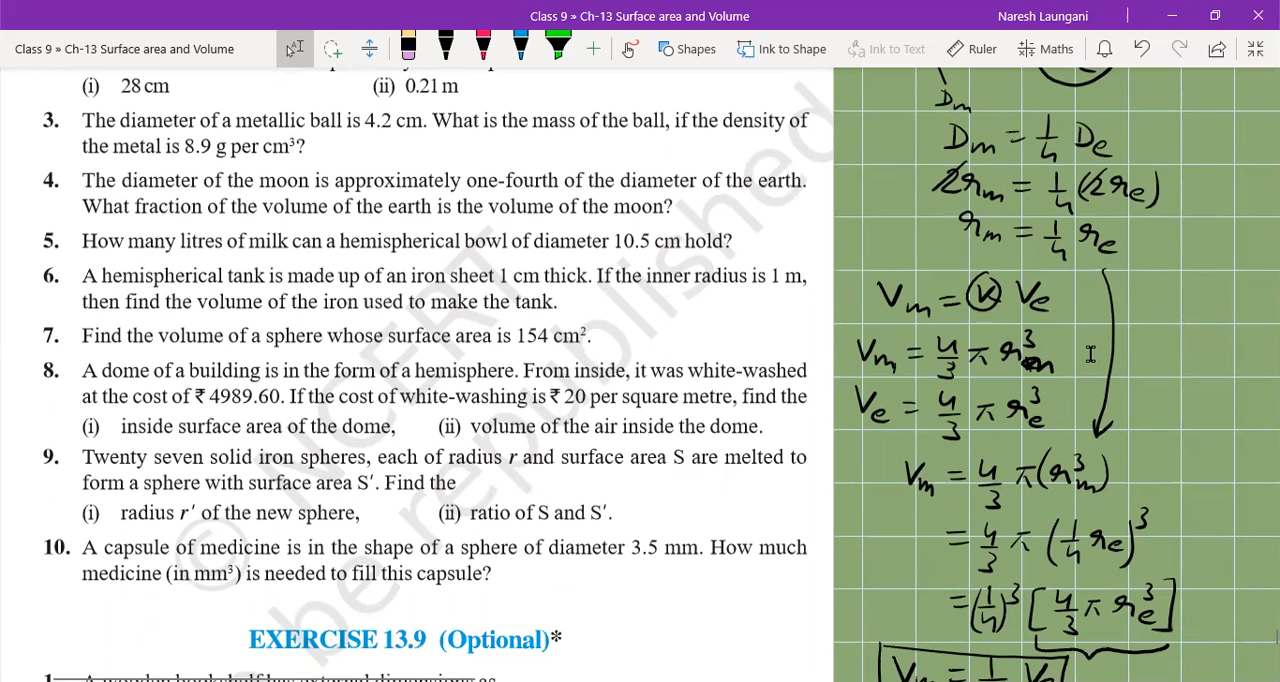 Class 9 » Ch-13 Surface area and Volume
Naresh Laungani
Class 9 » Ch-13 Surface area and Volume
Shapes
Ink to Shape
Ink to Text
Ruler
Maths
(i) 28 cm (ii) 0.21 m
3. The diameter of a metallic ball is 4.2 cm. What is the mass of the ball, if the density of
the metal is 8.9 g per cm³?
4. The diameter of the moon is approximately one-fourth of the diameter of the earth.
What fraction of the volume of the earth is the volume of the moon?
5. How many litres of milk can a hemispherical bowl of diameter 10.5 cm hold?
6. A hemispherical tank is made up of an iron sheet 1 cm thick. If the inner radius is 1 m,
then find the volume of the iron used to make the tank.
7. Find the volume of a sphere whose surface area is 154 cm².
8. A dome of a building is in the form of a hemisphere. From inside, it was white-washed
at the cost of ₹ 4989.60. If the cost of white-washing is ₹ 20 per square metre, find the
(i) inside surface area of the dome, (ii) volume of the air inside the dome.
9. Twenty seven solid iron spheres, each of radius r and surface area S are melted to
form a sphere with surface area S′. Find the
(i) radius r′ of the new sphere, (ii) ratio of S and S′.
10. A capsule of medicine is in the shape of a sphere of diameter 3.5 mm. How much
medicine (in mm³) is needed to fill this capsule?
EXERCISE 13.9 (Optional)*
© NCERT
be republished
Dm
Dm = 1/4 De
2rm = 1/4 (2re)
rm = 1/4 re
Vm = K Ve
Vm = 4/3 π rm³
Ve = 4/3 π re³
Vm = 4/3 π (rm³)
= 4/3 π (1/4 re)³
= (1/4)³ [4/3 π re³]